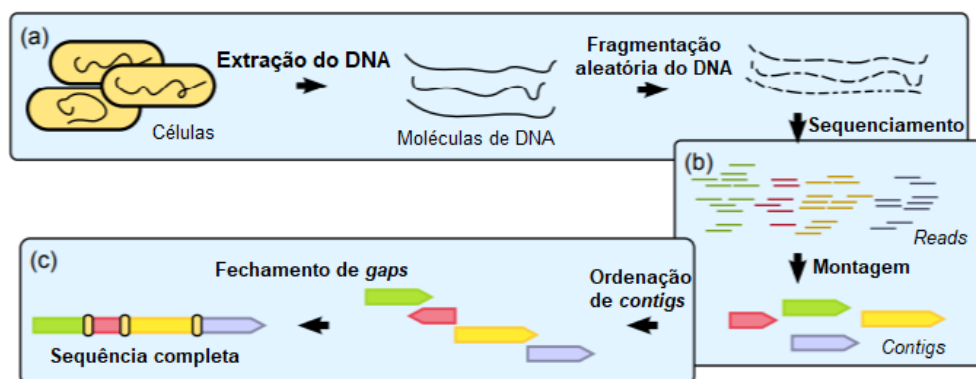 (a)
Extração do DNA
Fragmentação
aleatória do DNA
Células
Moléculas de DNA
Sequenciamento
(b)
Reads
Montagem
Contigs
(c)
Fechamento de gaps
Ordenação
de contigs
Sequência completa